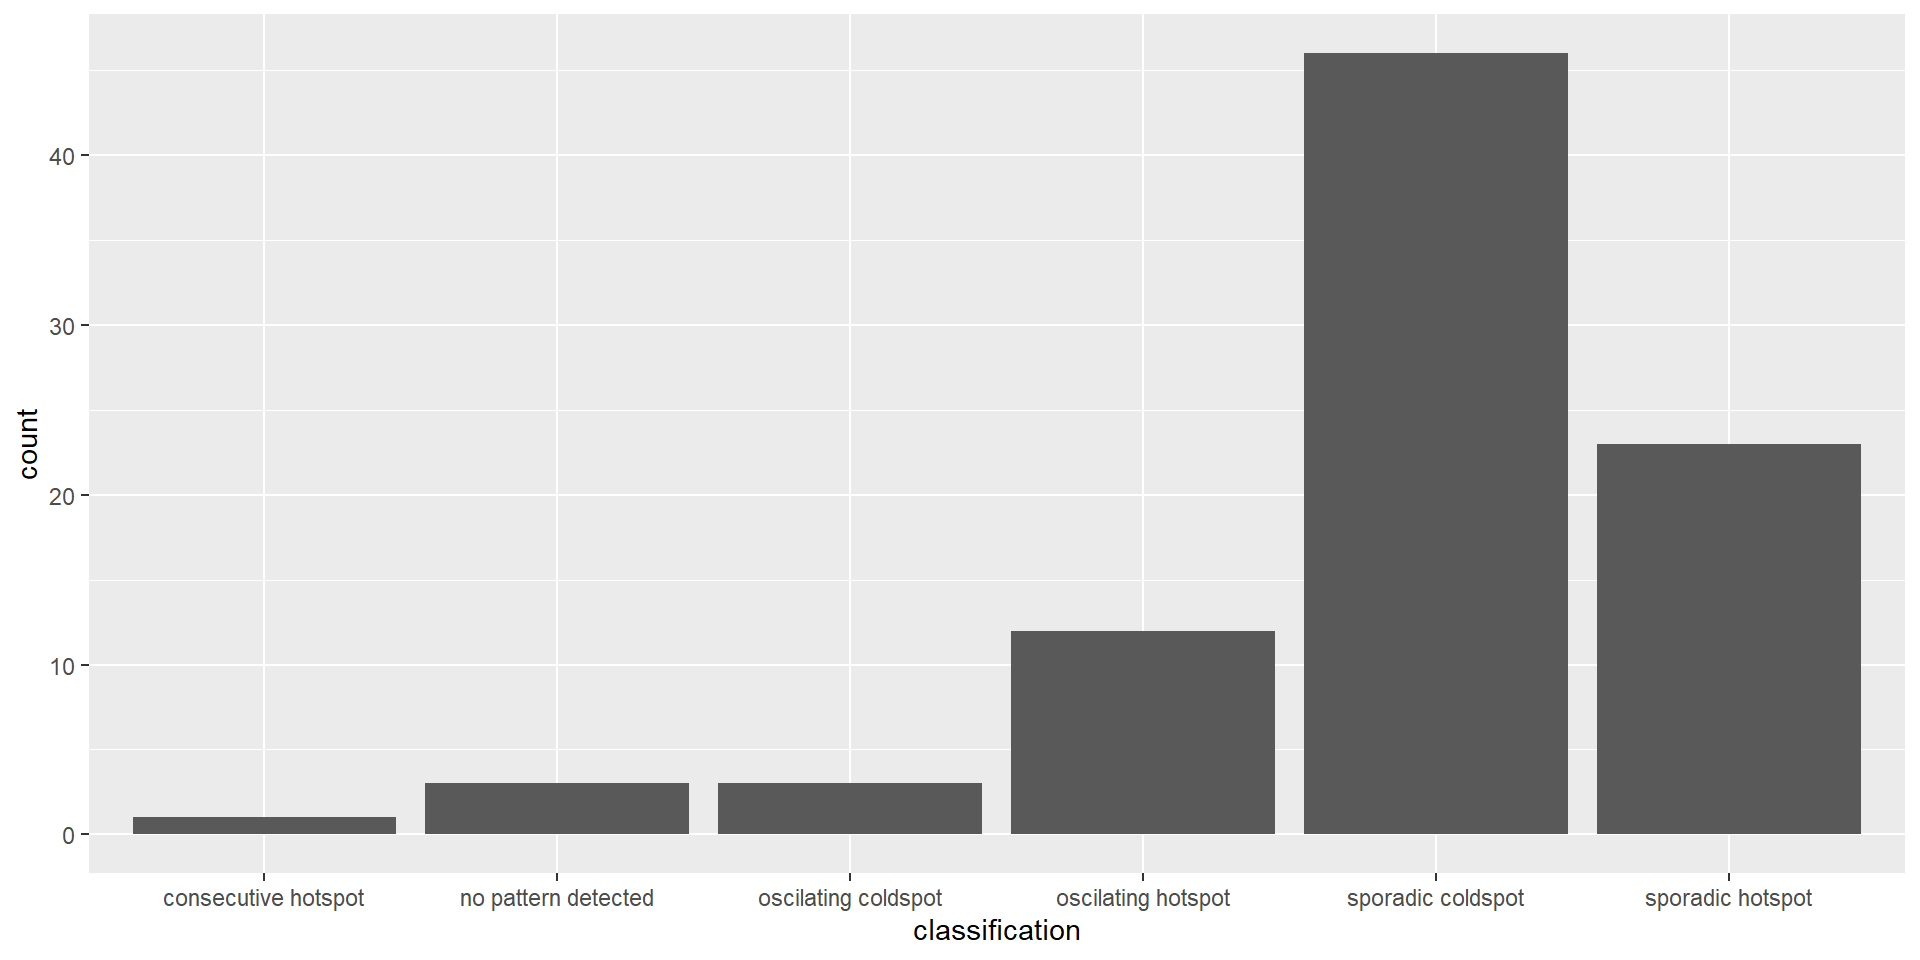 count
40
30
20
10
0
consecutive hotspot
no pattern detected
oscilating coldspot
oscilating hotspot
sporadic coldspot
sporadic hotspot
classification